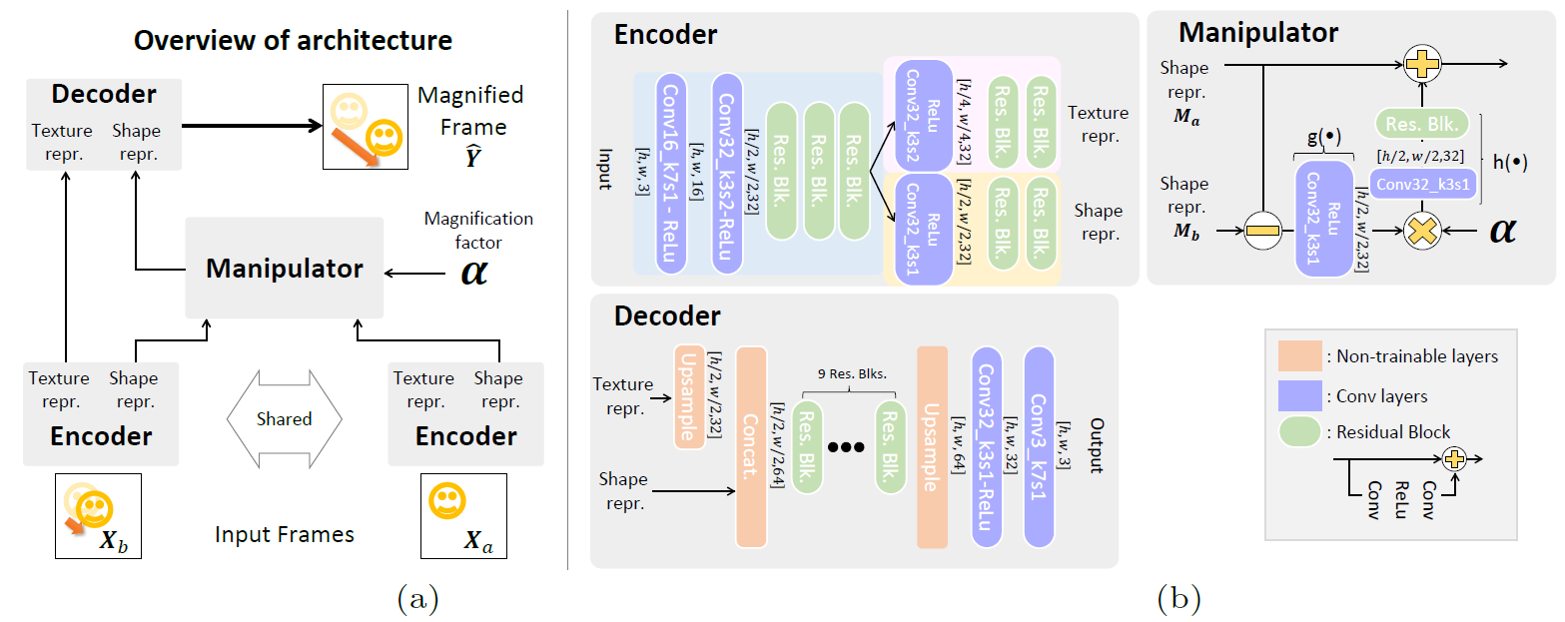 Overview of architecture
Decoder
Texture
repr.
Shape
repr.
Magnified
Frame
Ŷ
Magnification
factor
α
Manipulator
Texture
repr.
Shape
repr.
Encoder
Shared
Texture
repr.
Shape
repr.
Encoder
X_b
Input Frames
X_a
(a)
Encoder
Input
[h, w, 3]
Conv16_k7s1 - ReLu
[h, w, 16]
Conv32_k3s2-ReLu
[h/2, w/2,32]
Res. Blk.
Res. Blk.
Res. Blk.
ReLu
Conv32_k3s2
[h/4, w/4,32]
Res. Blk.
Res. Blk.
Texture
repr.
ReLu
Conv32_k3s1
[h/2, w/2,32]
Res. Blk.
Res. Blk.
Shape
repr.
Manipulator
Shape
repr.
M_a
Shape
repr.
M_b
g(•)
ReLu
Conv32_k3s1
[h/2, w/2,32]
Res. Blk.
[h/2, w/2,32]
Conv32_k3s1
h(•)
α
Decoder
Texture
repr.
Shape
repr.
Upsample
[h/2, w/2,32]
Concat.
[h/2, w/2,64]
9 Res. Blks.
Res. Blk.
•••
Res. Blk.
Upsample
[h, w, 64]
Conv32_k3s1-ReLu
[h, w, 32]
Conv3_k7s1
[h, w, 3]
Output
: Non-trainable layers
: Conv layers
: Residual Block
Conv
ReLu
Conv
(b)